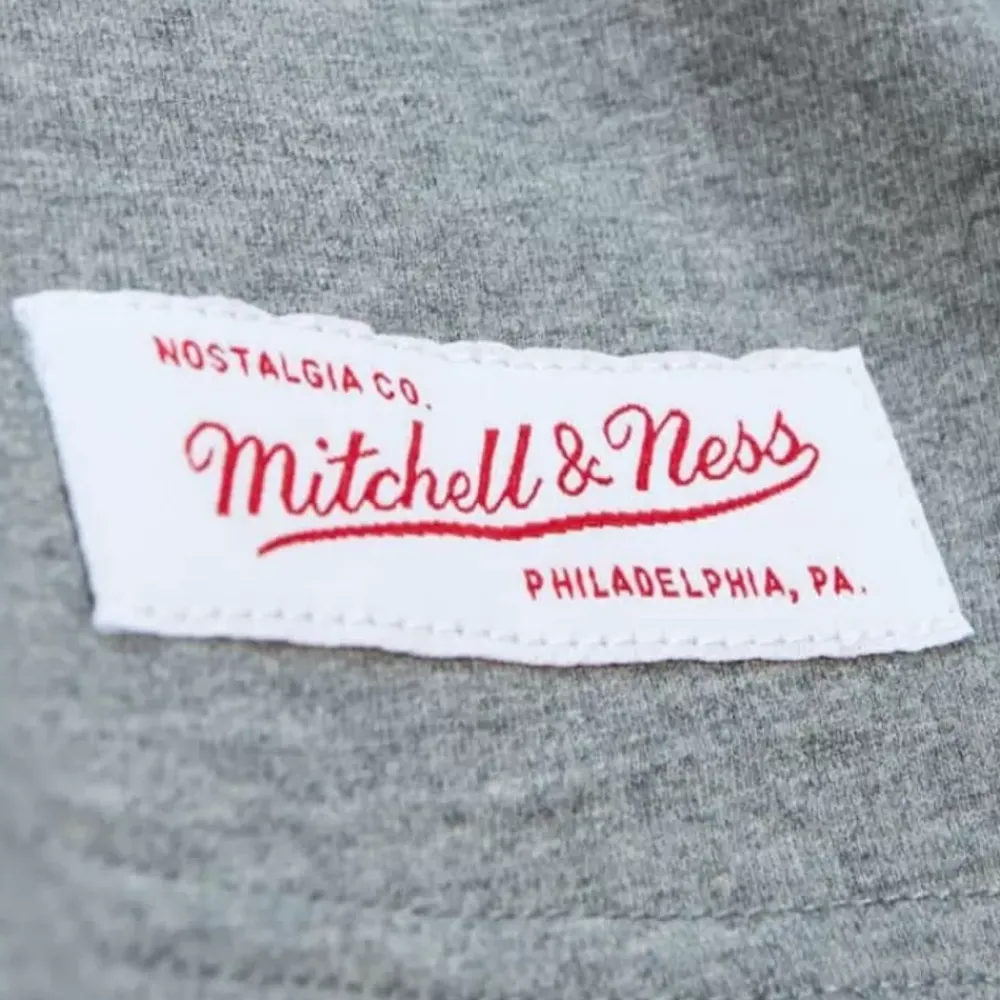 NOSTALGIA CO.
Mitchell & Ness
PHILADELPHIA, PA.